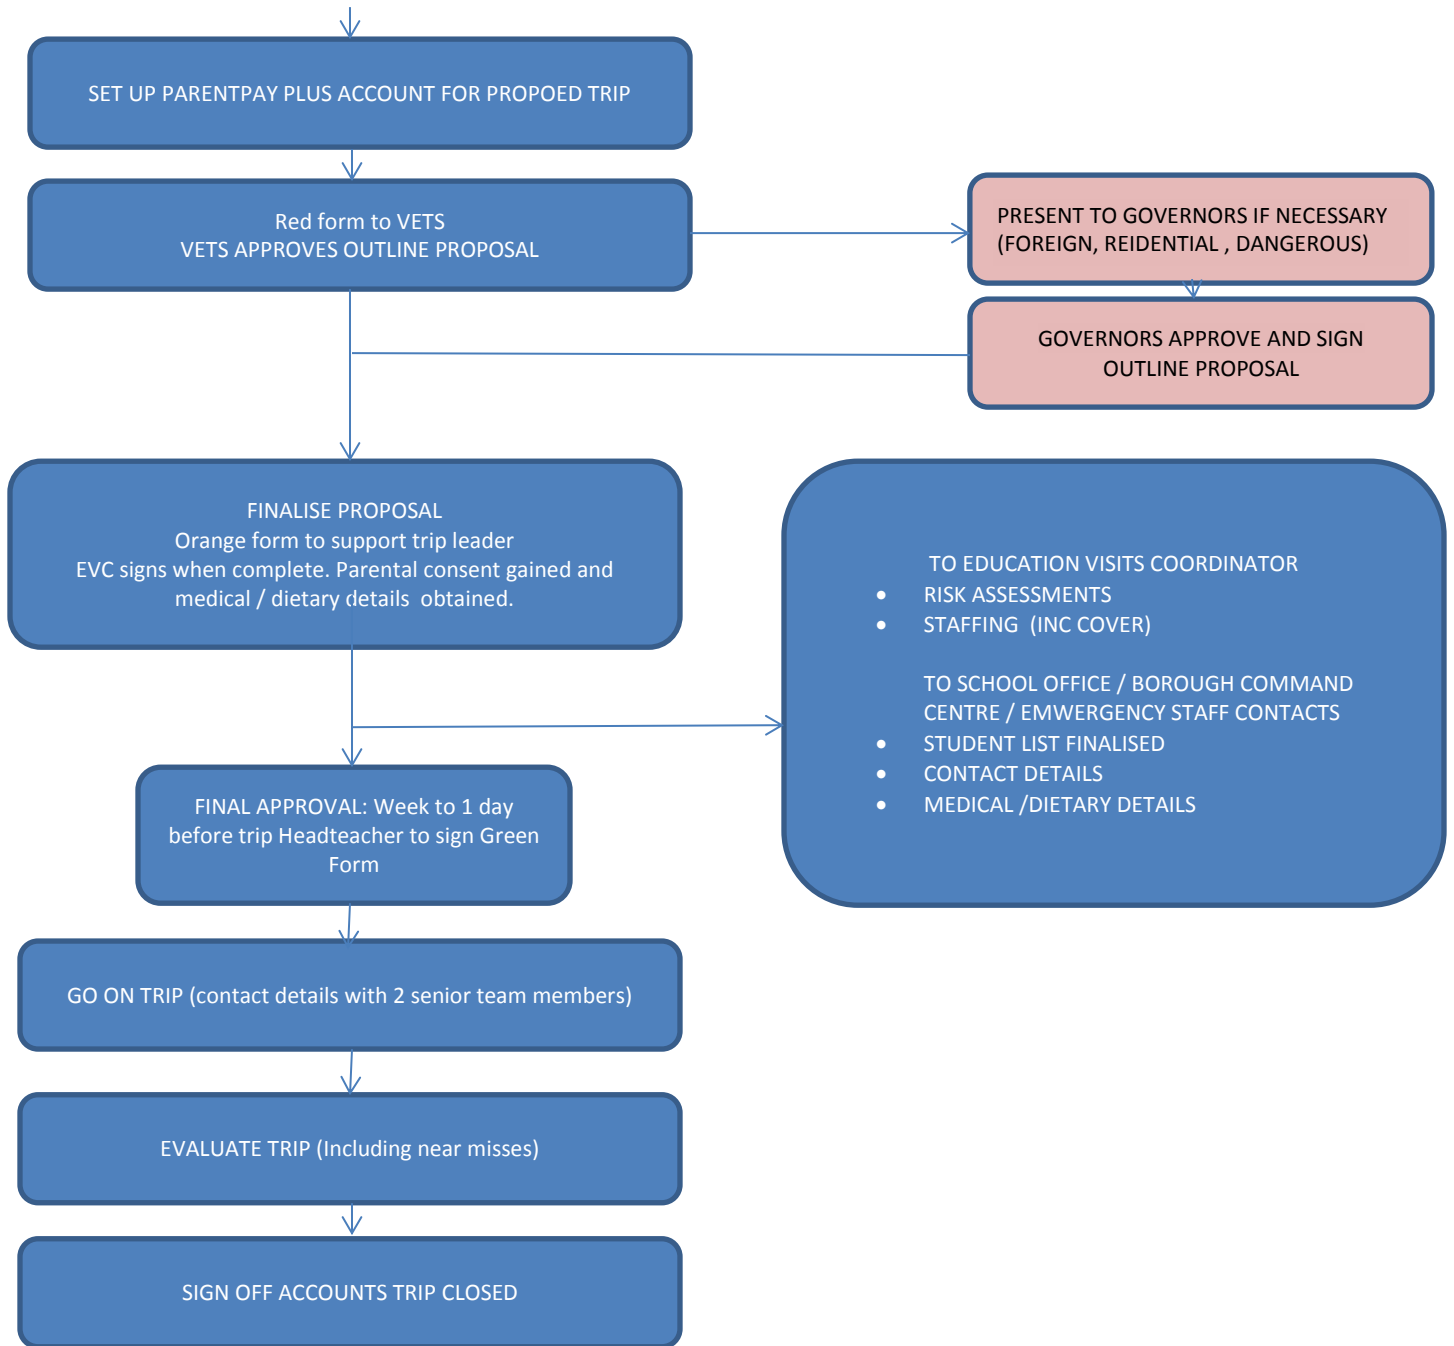 SET UP PARENTPAY PLUS ACCOUNT FOR PROPOED TRIP
Red form to VETS
VETS APPROVES OUTLINE PROPOSAL
PRESENT TO GOVERNORS IF NECESSARY
(FOREIGN, REIDENTIAL , DANGEROUS)
GOVERNORS APPROVE AND SIGN
OUTLINE PROPOSAL
FINALISE PROPOSAL
Orange form to support trip leader
EVC signs when complete. Parental consent gained and
medical / dietary details  obtained.
TO EDUCATION VISITS COORDINATOR
• RISK ASSESSMENTS
• STAFFING  (INC COVER)
TO SCHOOL OFFICE / BOROUGH COMMAND
CENTRE / EMWERGENCY STAFF CONTACTS
• STUDENT LIST FINALISED
• CONTACT DETAILS
• MEDICAL /DIETARY DETAILS
FINAL APPROVAL: Week to 1 day
before trip Headteacher to sign Green
Form
GO ON TRIP (contact details with 2 senior team members)
EVALUATE TRIP (Including near misses)
SIGN OFF ACCOUNTS TRIP CLOSED